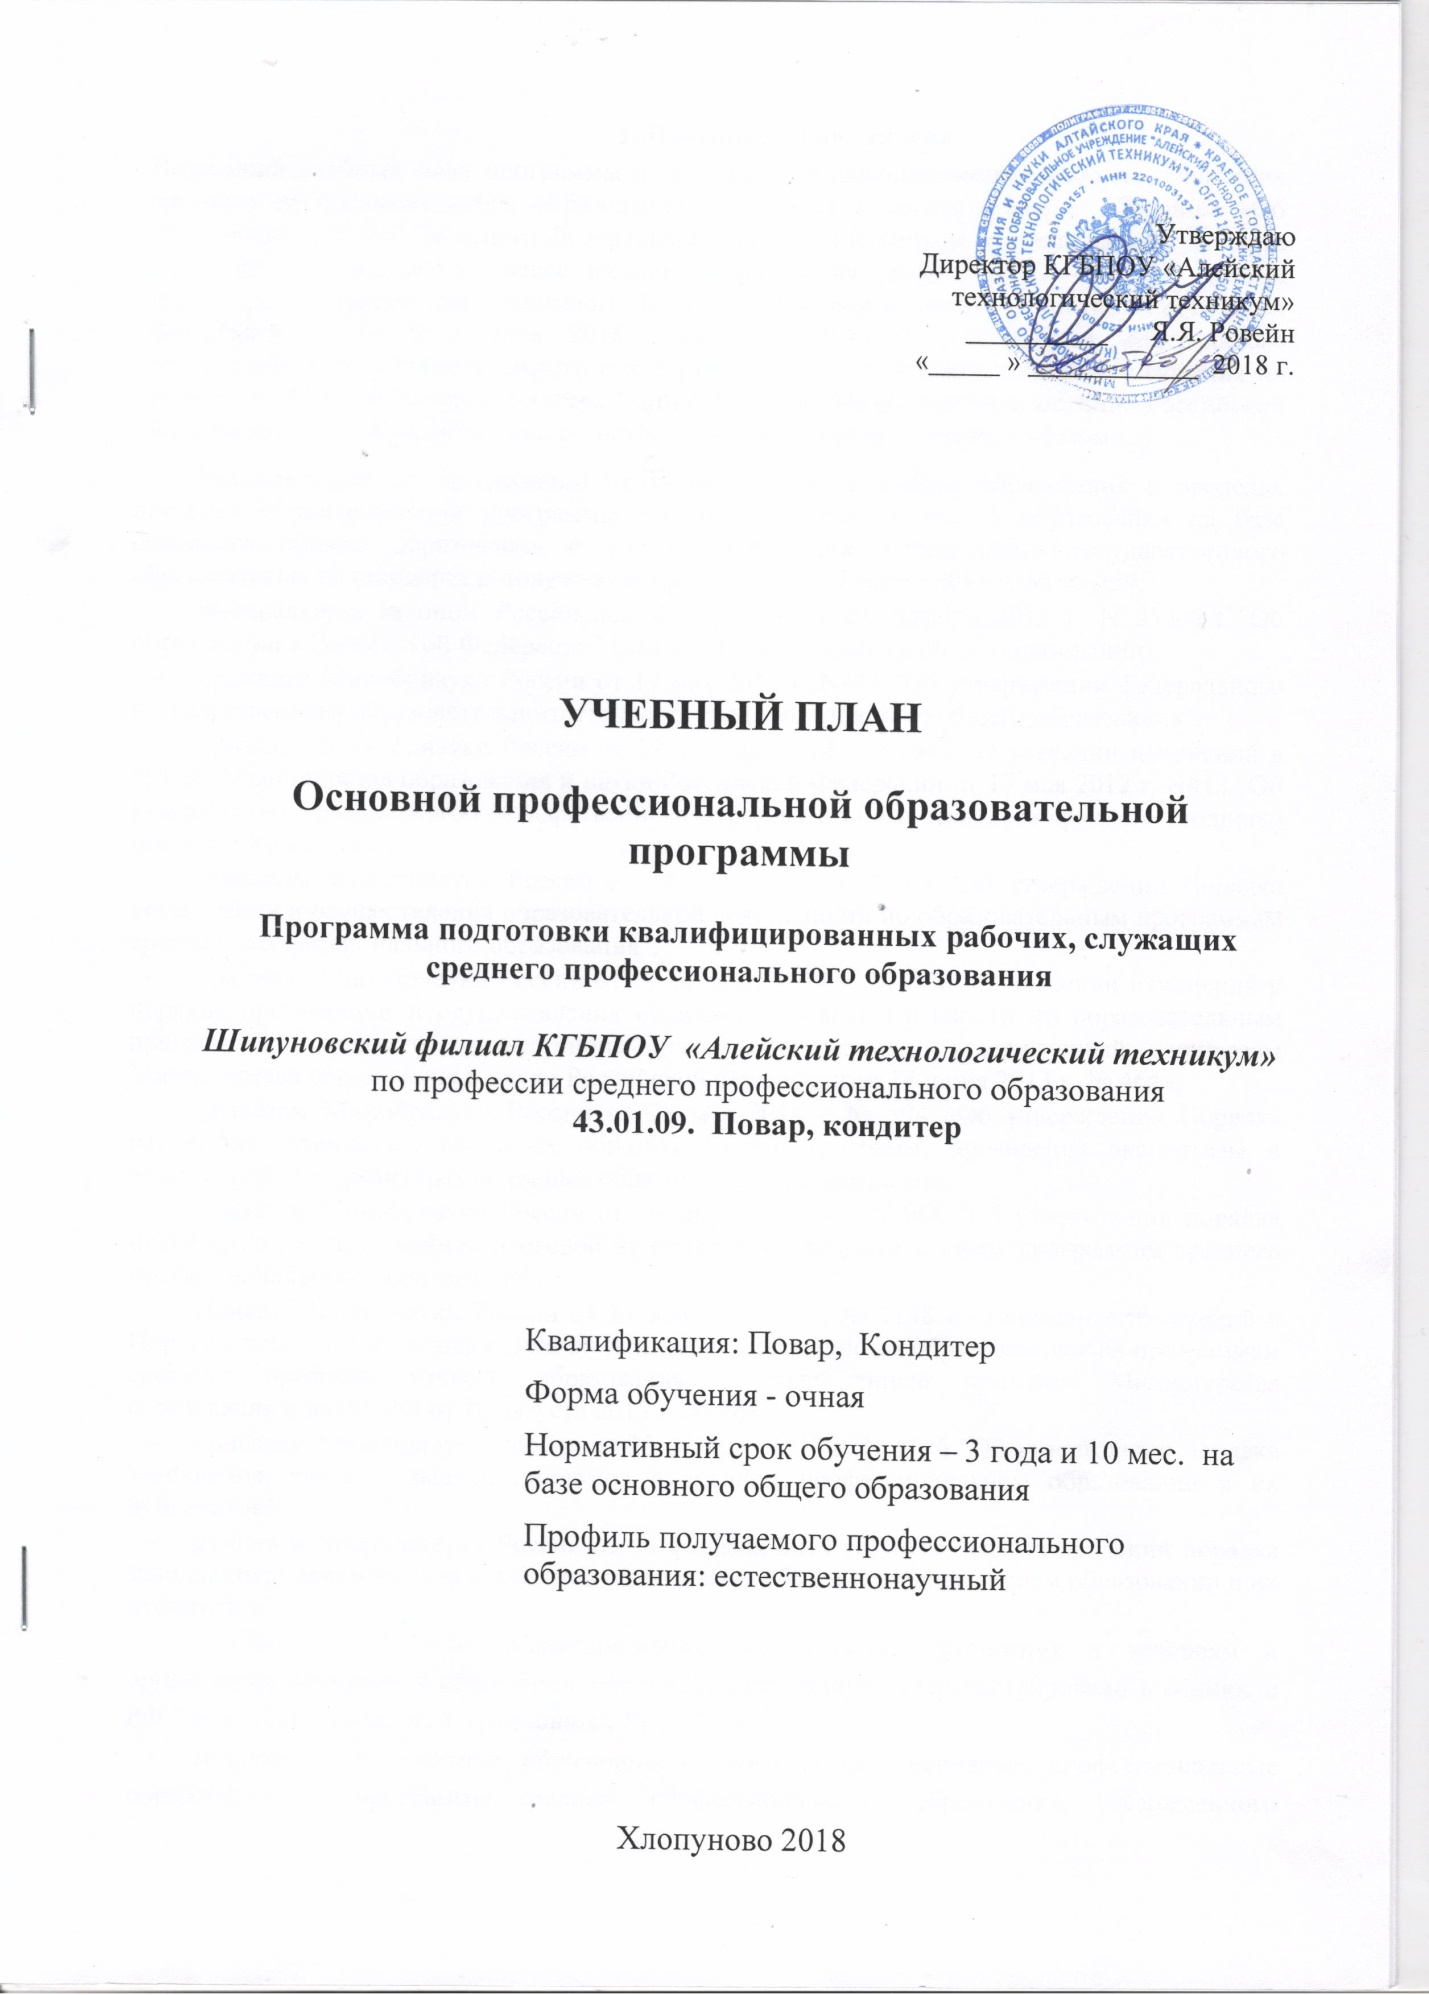 Утверждаю
Директор КГБПОУ «Алейский
технологический техникум»
__________ Я.Я. Ровейн
«_____ » ____________ 2018 г.
УЧЕБНЫЙ ПЛАН
Основной профессиональной образовательной
программы
Программа подготовки квалифицированных рабочих, служащих
среднего профессионального образования
Шипуновский филиал КГБПОУ «Алейский технологический техникум»
по профессии среднего профессионального образования
43.01.09. Повар, кондитер
Квалификация: Повар, Кондитер
Форма обучения - очная
Нормативный срок обучения – 3 года и 10 мес. на
базе основного общего образования
Профиль получаемого профессионального
образования: естественнонаучный
Хлопуново 2018